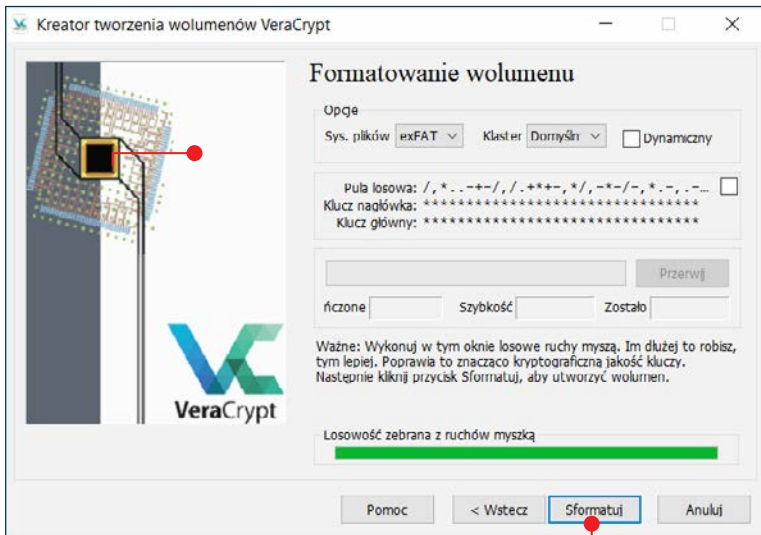 Kreator tworzenia wolumenów VeraCrypt
Formatowanie wolumenu
Opcje
Sys. plików exFAT Klaster Domyśln Dynamiczny
Pula losowa: /,*..-+-/,/.+*+-,*/,-*-/-,*.-,.-...
Klucz nagłówka: ********************************
Klucz główny: ********************************
Przerwij
ńczone Szybkość Zostało
Ważne: Wykonuj w tym oknie losowe ruchy myszą. Im dłużej to robisz,
tym lepiej. Poprawia to znacząco kryptograficzną jakość kluczy.
Następnie kliknij przycisk Sformatuj, aby utworzyć wolumen.
VeraCrypt
Losowość zebrana z ruchów myszką
Pomoc < Wstecz Sformatuj Anuluj